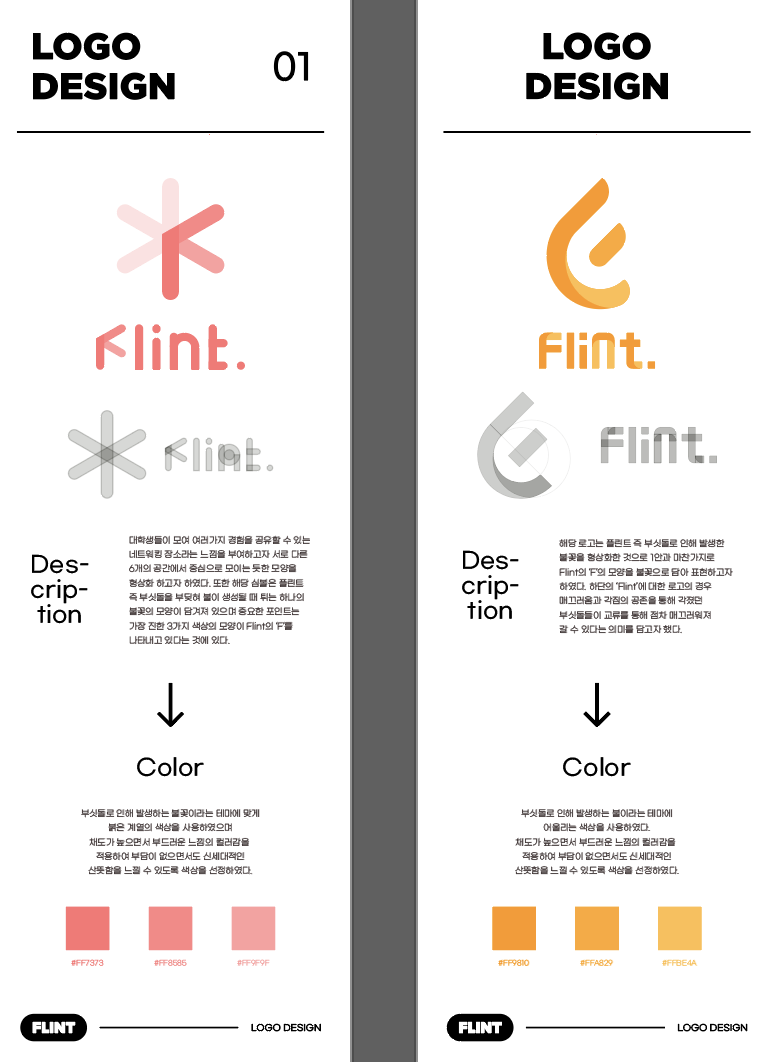 LOGO
DESIGN
01
Flint.
Flint.
Des-
crip-
tion
대학생들이 모여 여러가지 경험을 공유할 수 있는
네트워킹 장소라는 느낌을 부여하고자 서로 다른
6개의 공간에서 중심으로 모이는 듯한 모양을
형상화 하고자 하였다. 또한 해당 심볼은 플린트
즉 부싯돌을 부딪혀 불이 생성될 때 튀는 하나의
불꽃의 모양이 담겨져 있으며 중요한 포인트는
가장 진한 3가지 색상의 모양이 Flint의 'F'를
나타내고 있다는 것에 있다.
Color
부싯돌로 인해 발생하는 불꽃이라는 테마에 맞게
붉은 계열의 색상을 사용하였으며
채도가 높으면서 부드러운 느낌의 컬러감을
적용하여 부담이 없으면서도 신세대적인
산뜻함을 느낄 수 있도록 색상을 선정하였다.
#FF7373
#FF8585
#FF9F9F
FLINT
LOGO DESIGN
LOGO
DESIGN
Flint.
Flint.
Des-
crip-
tion
해당 로고는 플린트 즉 부싯돌로 인해 발생한
불꽃을 형상화한 것으로 1안과 마찬가지로
Flint의 'F'의 모양을 불꽃으로 담아 표현하고자
하였다. 하단의 'Flint'에 대한 로고의 경우
매끄러움과 각짐의 공존을 통해 각졌던
부싯돌들이 교류를 통해 점차 매끄러워져
갈 수 있다는 의미를 담고자 했다.
Color
부싯돌로 인해 발생하는 불이라는 테마에
어울리는 색상을 사용하였다.
채도가 높으면서 부드러운 느낌의 컬러감을
적용하여 부담이 없으면서도 신세대적인
산뜻함을 느낄 수 있도록 색상을 선정하였다.
#FF9810
#FFA829
#FFBE4A
FLINT
LOGO DESIGN